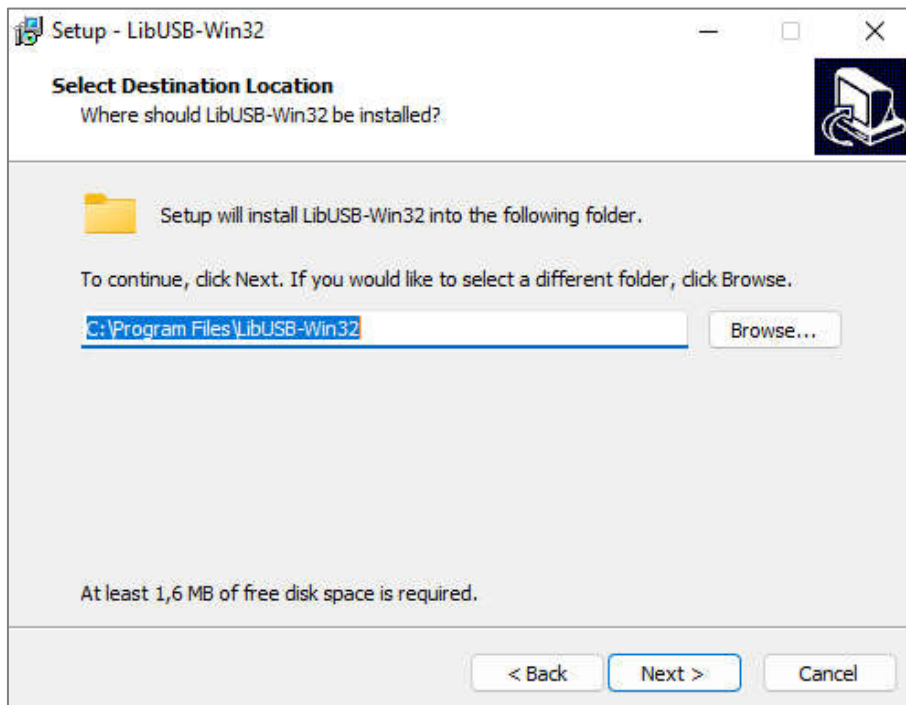 Setup - LibUSB-Win32
Select Destination Location
Where should LibUSB-Win32 be installed?
Setup will install LibUSB-Win32 into the following folder.
To continue, click Next. If you would like to select a different folder, click Browse.
C:\Program Files\LibUSB-Win32
Browse...
At least 1,6 MB of free disk space is required.
< Back
Next >
Cancel